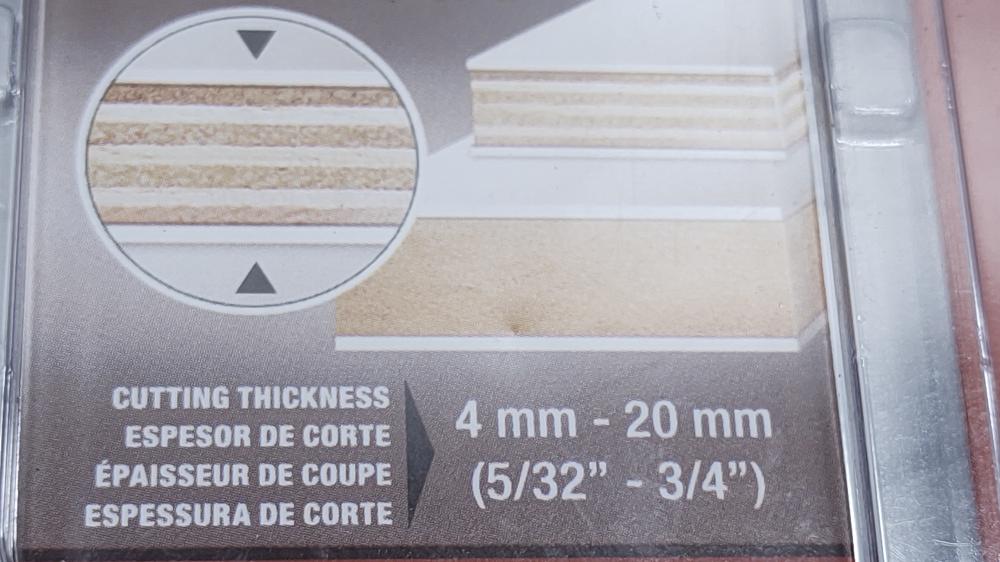 CUTTING THICKNESS
ESPESOR DE CORTE
ÉPAISSEUR DE COUPE
ESPESSURA DE CORTE
4 mm - 20 mm
(5/32” - 3/4”)